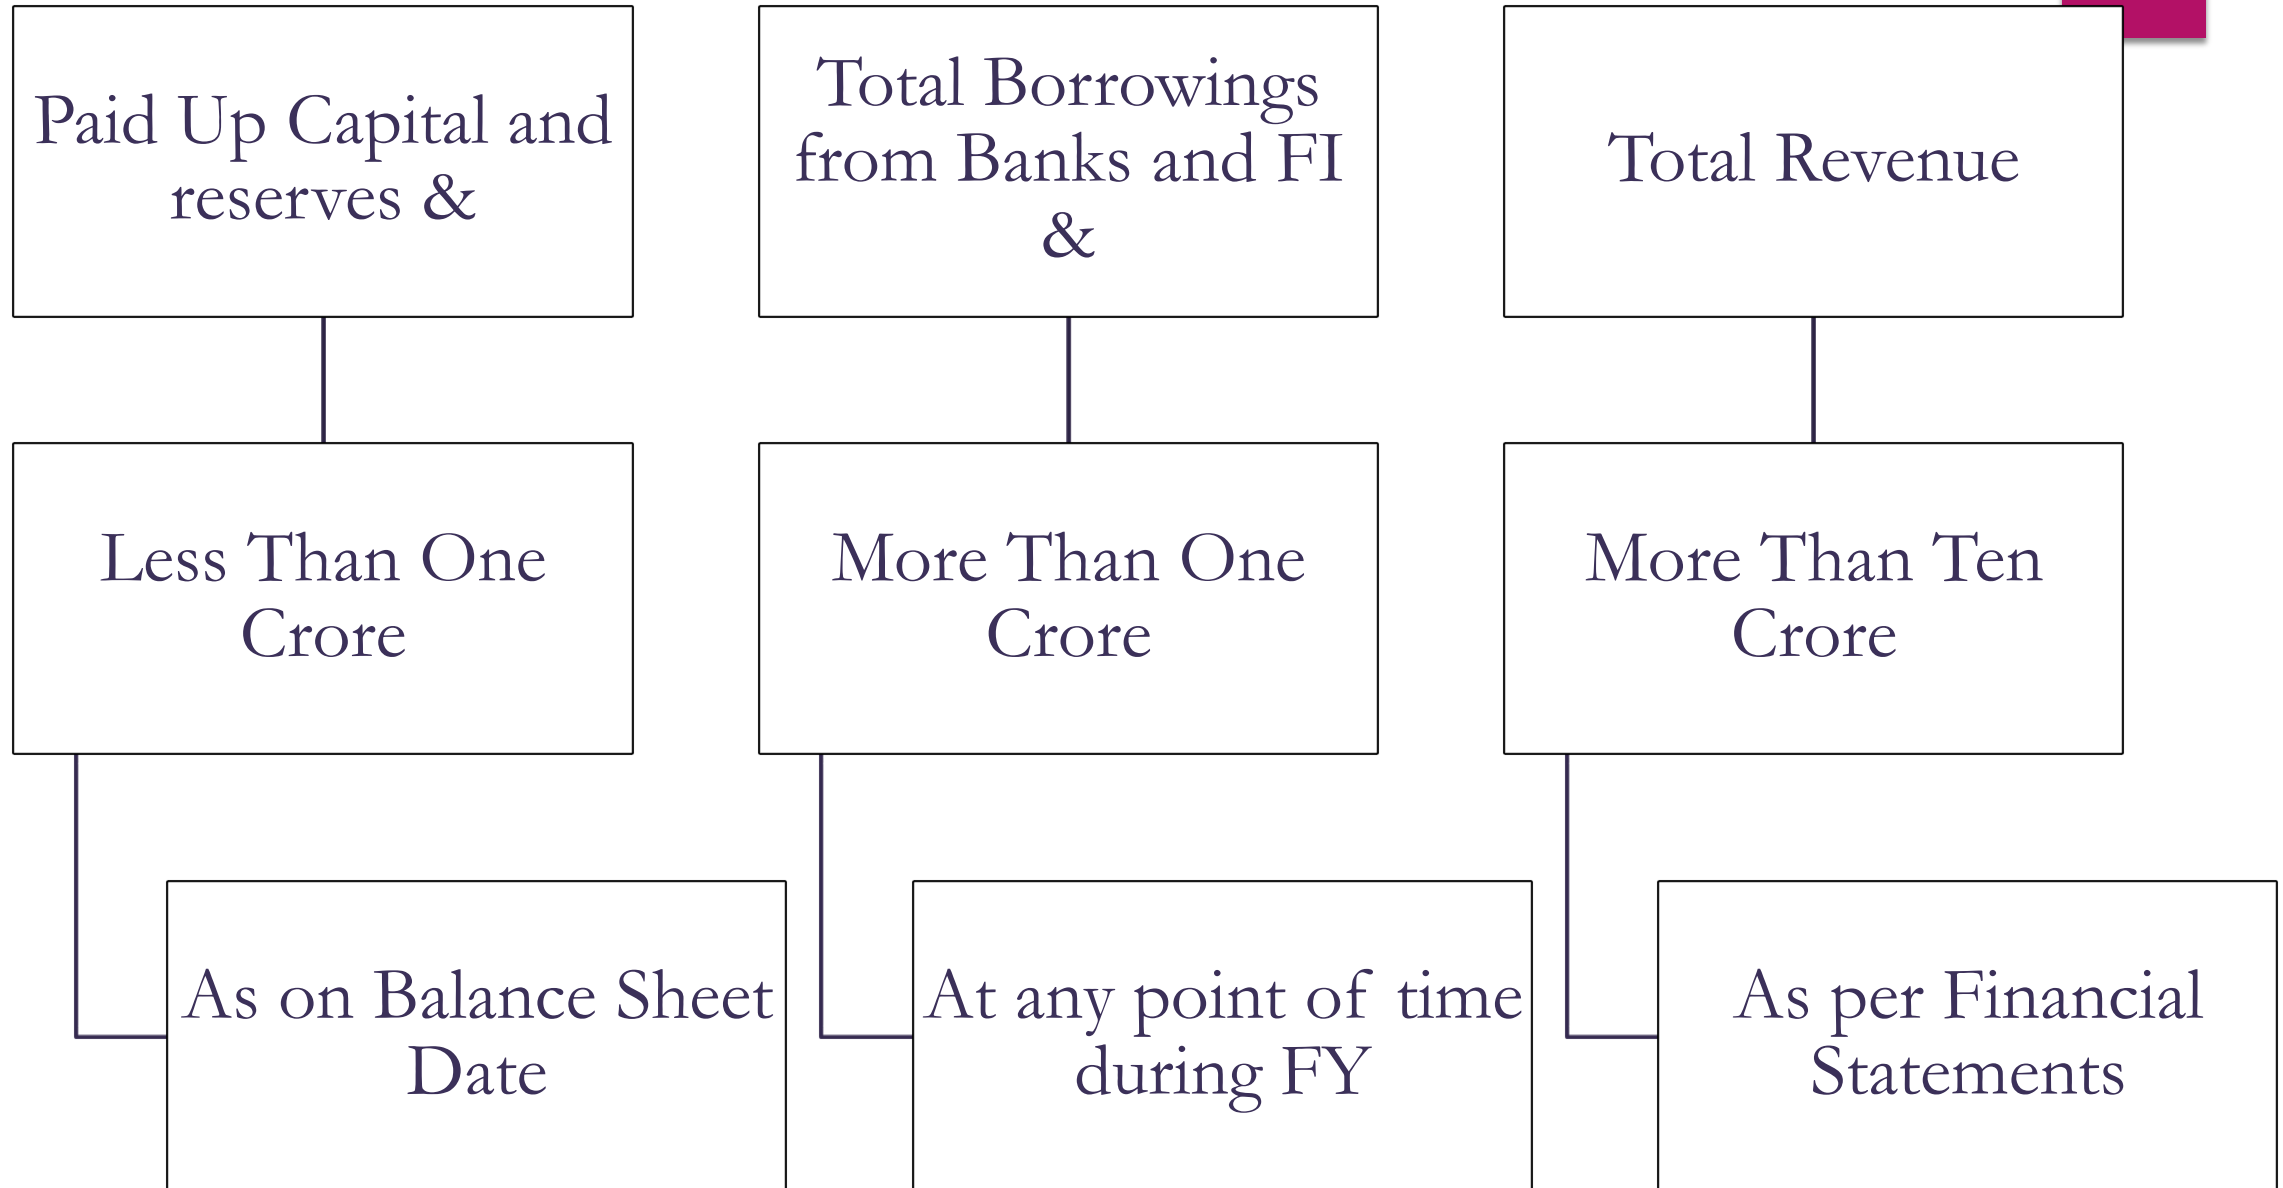 Paid Up Capital and
reserves &
Total Borrowings
from Banks and FI
&
Total Revenue
Less Than One
Crore
More Than One
Crore
More Than Ten
Crore
As on Balance Sheet
Date
At any point of time
during FY
As per Financial
Statements